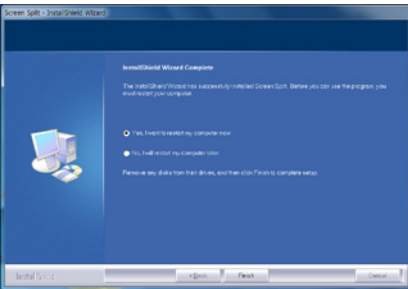 Screen Split - InstallShield Wizard
InstallShield Wizard Complete
The InstallShield Wizard has successfully installed Screen Split. Before you can use the program, you
must restart your computer.
Yes, I want to restart my computer now.
No, I will restart my computer later.
Remove any disks from their drives, and then click Finish to complete setup.
InstallShield
< Back
Finish
Cancel